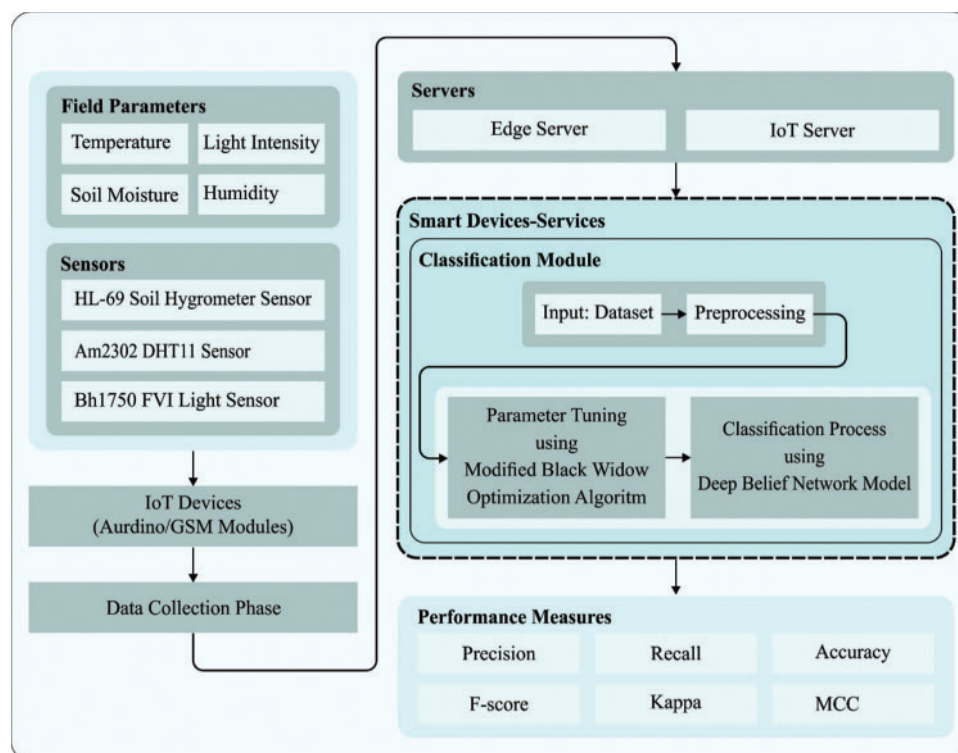 Field Parameters
Temperature
Light Intensity
Soil Moisture
Humidity
Sensors
HL-69 Soil Hygrometer Sensor
Am2302 DHT11 Sensor
Bh1750 FVI Light Sensor
IoT Devices
(Aurdino/GSM Modules)
Data Collection Phase
Servers
Edge Server
IoT Server
Smart Devices-Services
Classification Module
Input: Dataset
Preprocessing
Parameter Tuning
using
Modified Black Widow
Optimization Algoritm
Classification Process
using
Deep Belief Network Model
Performance Measures
Precision
Recall
Accuracy
F-score
Kappa
MCC